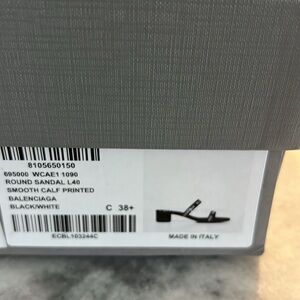 8105650150
695000 WCAE1 1090
ROUND SANDAL L40
SMOOTH CALF PRINTED
BALENCIAGA
BLACK/WHITE
C 38+
MADE IN ITALY
ECBL103244C